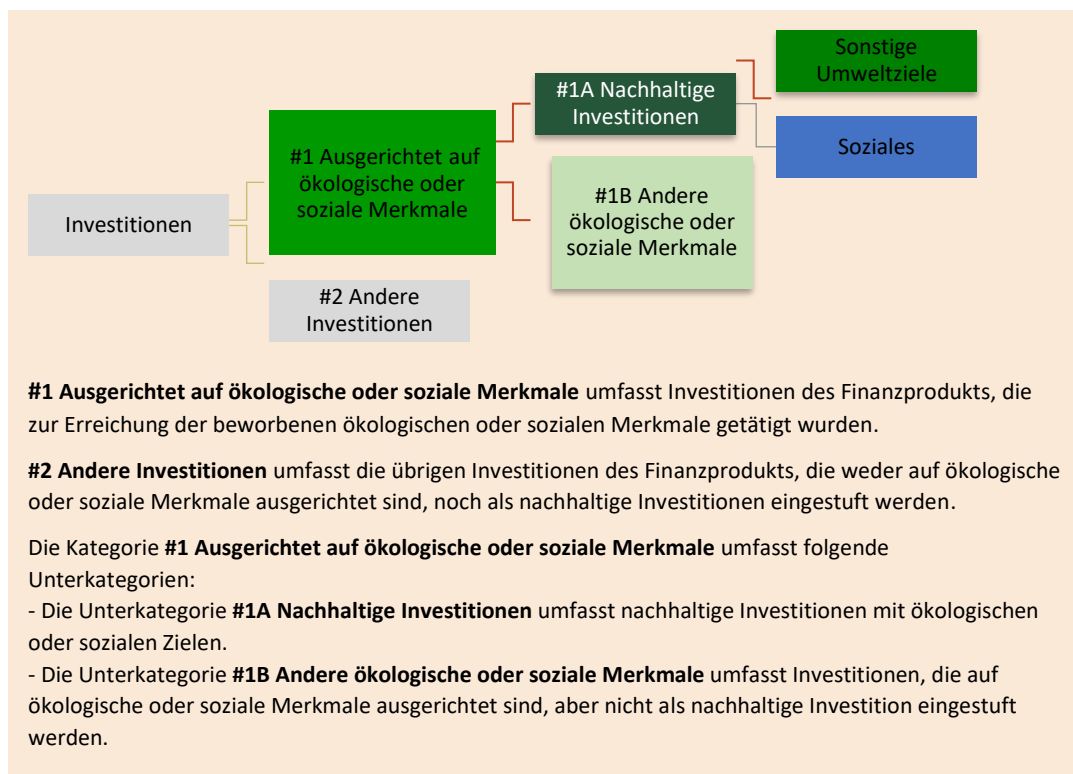 Sonstige
Umweltziele
#1A Nachhaltige
Investitionen
Soziales
#1 Ausgerichtet auf
ökologische oder
soziale Merkmale
#1B Andere
ökologische oder
soziale Merkmale
Investitionen
#2 Andere
Investitionen
#1 Ausgerichtet auf ökologische oder soziale Merkmale umfasst Investitionen des Finanzprodukts, die
zur Erreichung der beworbenen ökologischen oder sozialen Merkmale getätigt wurden.
#2 Andere Investitionen umfasst die übrigen Investitionen des Finanzprodukts, die weder auf ökologische
oder soziale Merkmale ausgerichtet sind, noch als nachhaltige Investitionen eingestuft werden.
Die Kategorie #1 Ausgerichtet auf ökologische oder soziale Merkmale umfasst folgende
Unterkategorien:
- Die Unterkategorie #1A Nachhaltige Investitionen umfasst nachhaltige Investitionen mit ökologischen
oder sozialen Zielen.
- Die Unterkategorie #1B Andere ökologische oder soziale Merkmale umfasst Investitionen, die auf
ökologische oder soziale Merkmale ausgerichtet sind, aber nicht als nachhaltige Investition eingestuft
werden.